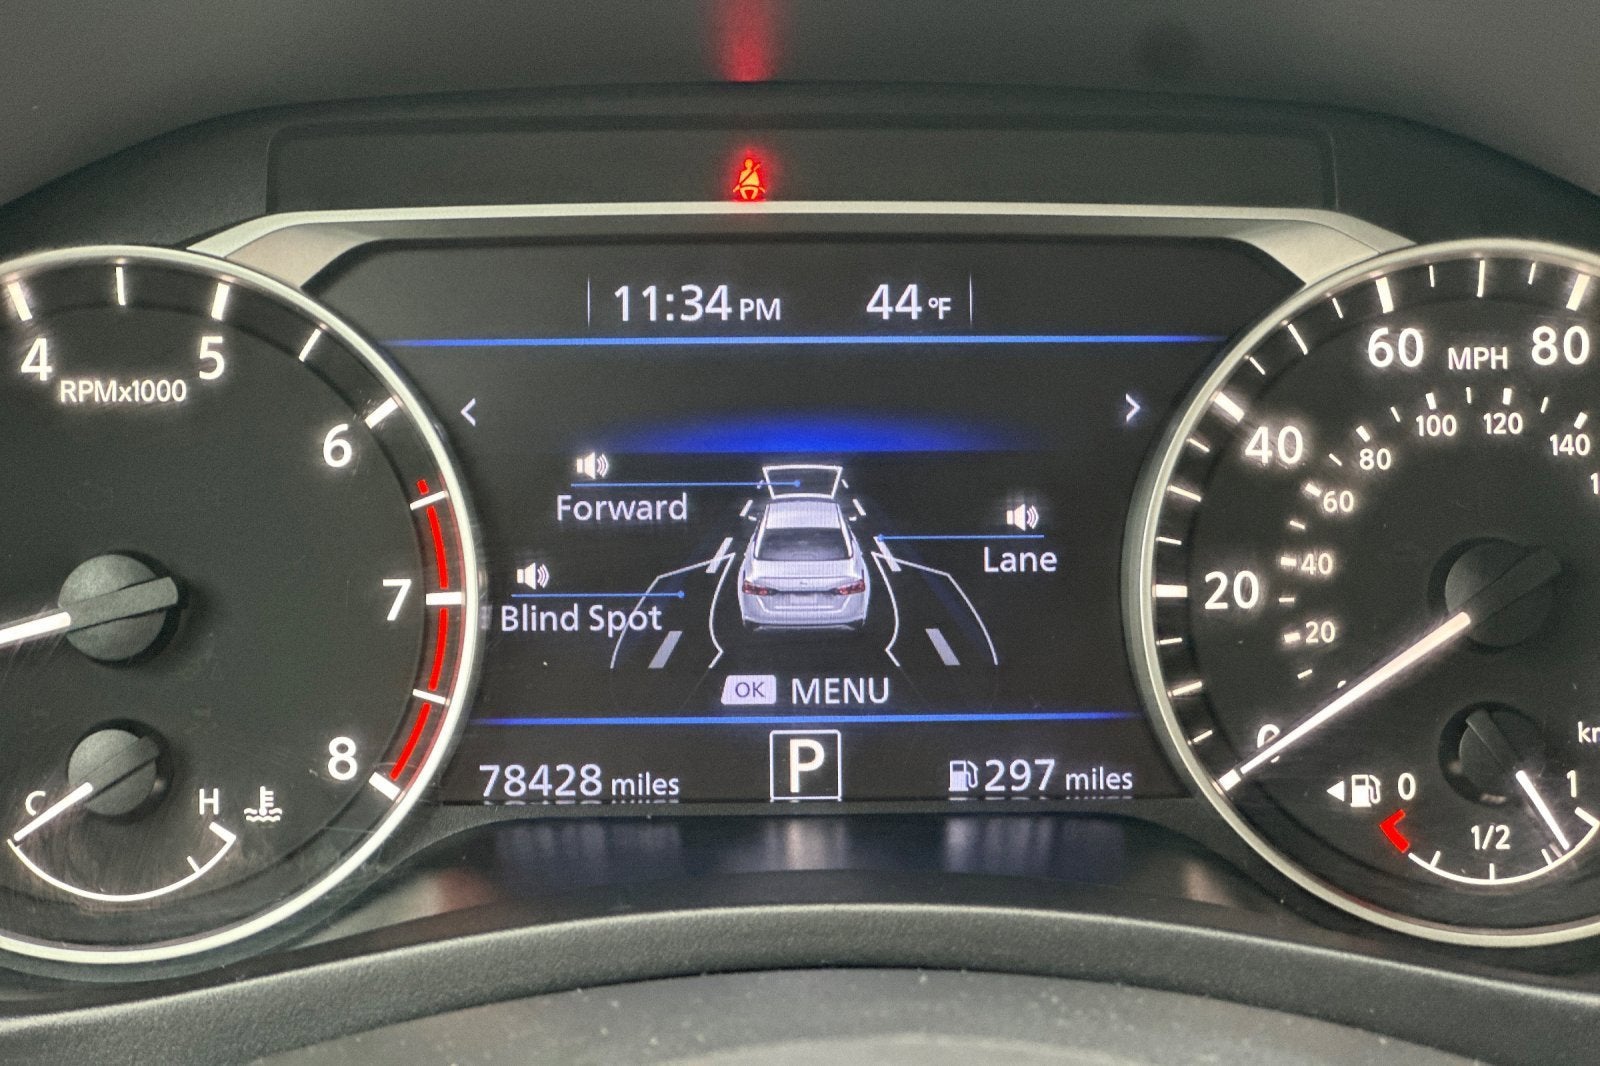 11:34 PM 44 °F
4 5 6 7 8
RPMx1000
C H
Forward
Lane
Blind Spot
OK MENU
78428 miles P 297 miles
0 20 40 60 80
MPH
20 40 60 80 100 120 140
0 1/2 1